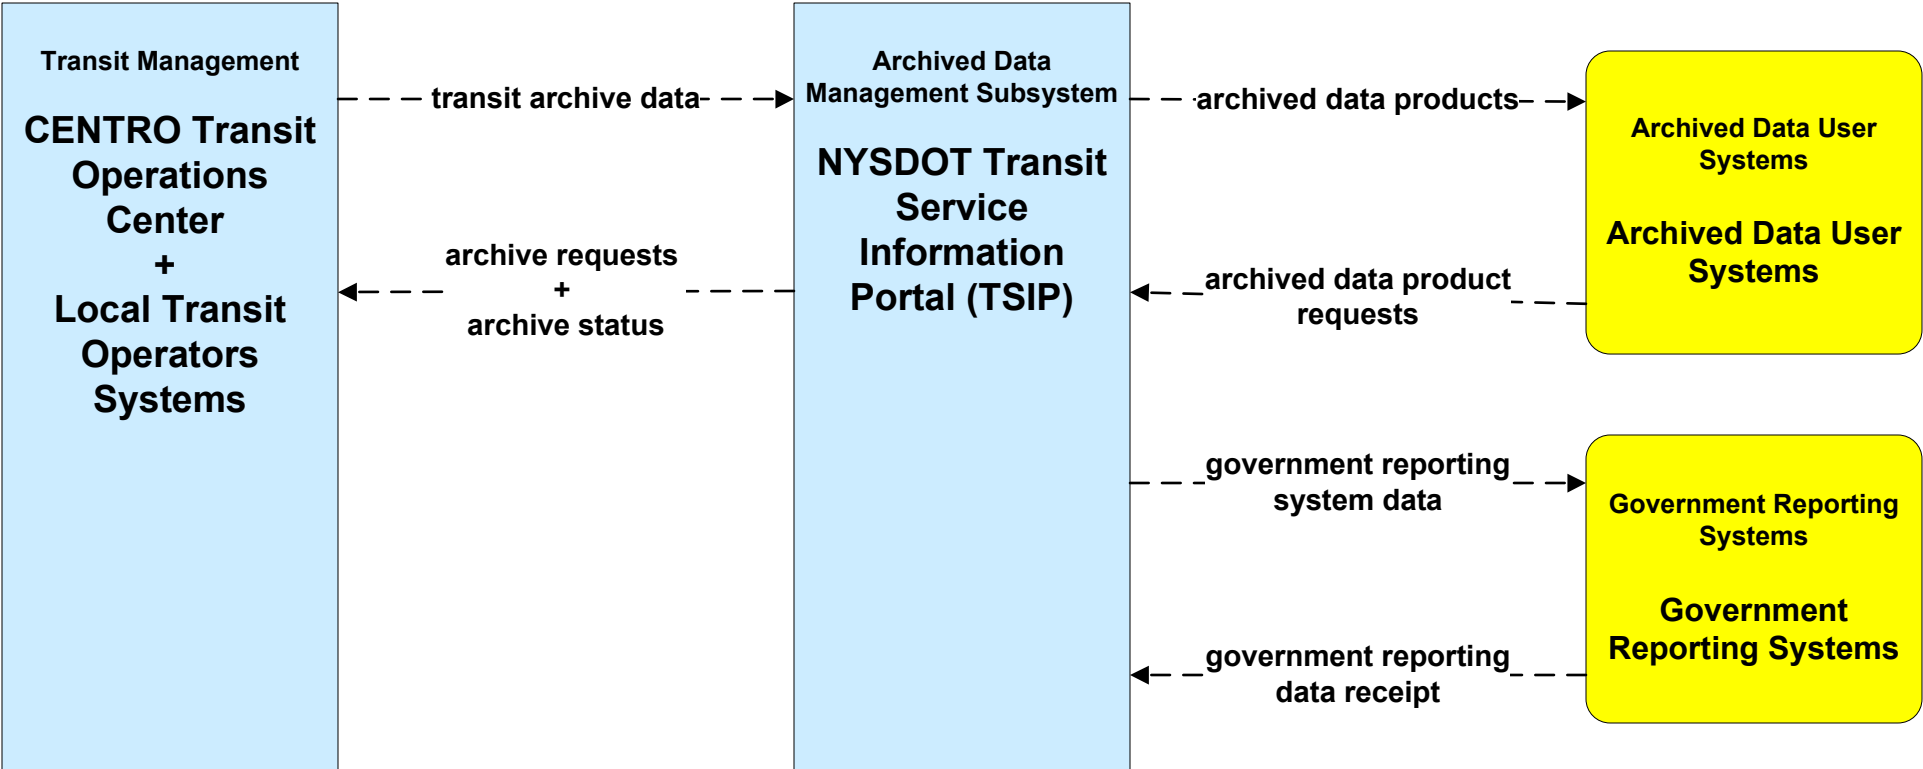 Transit Management
CENTRO Transit
Operations
Center
+
Local Transit
Operators
Systems
transit archive data
archive requests
+
archive status
Archived Data
Management Subsystem
NYSDOT Transit
Service
Information
Portal (TSIP)
archived data products
archived data product
requests
government reporting
system data
government reporting
data receipt
Archived Data User
Systems
Archived Data User
Systems
Government Reporting
Systems
Government
Reporting Systems